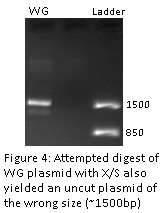 WG Ladder
1500
850
Figure 4: Attempted digest of
WG plasmid with X/S also
yielded an uncut plasmid of
the wrong size (~1500bp)